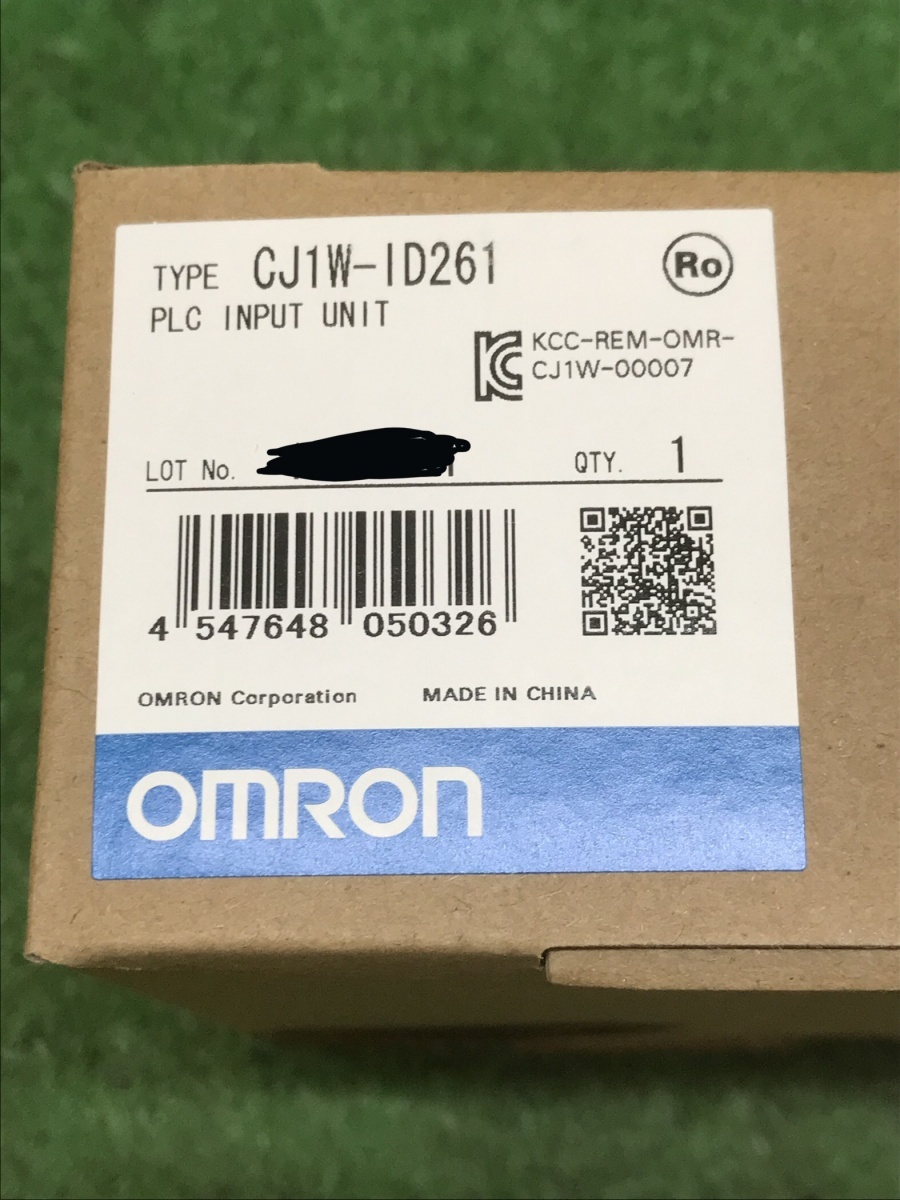 TYPE CJ1W-ID261
Ro
PLC INPUT UNIT
KCC-REM-OMR-
CJ1W-00007
LOT No.
QTY. 1
4 547648 050326
OMRON Corporation MADE IN CHINA
OMRON